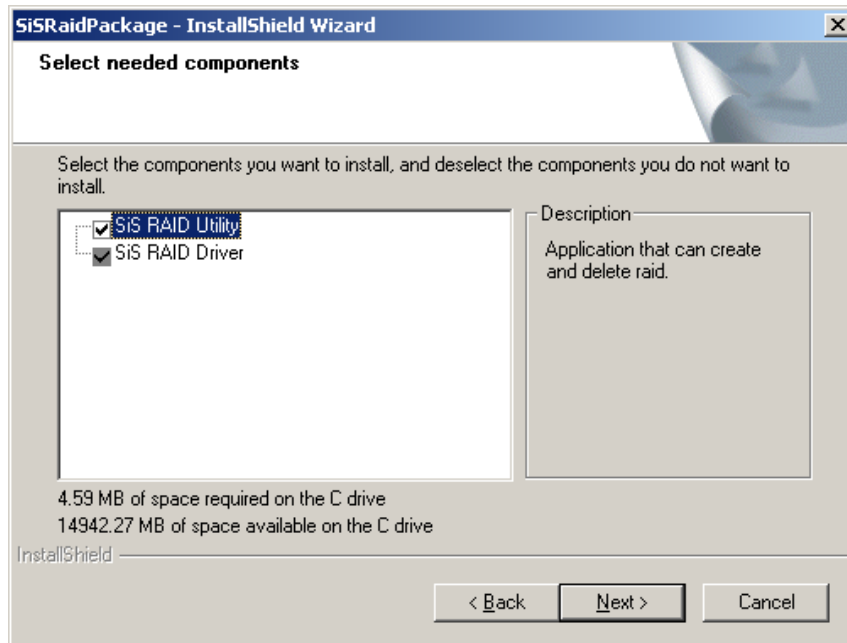 SiSRaidPackage - InstallShield Wizard
Select needed components
Select the components you want to install, and deselect the components you do not want to
install.
SiS RAID Utility
SiS RAID Driver
Description
Application that can create
and delete raid.
4.59 MB of space required on the C drive
14942.27 MB of space available on the C drive
InstallShield
< Back
Next >
Cancel